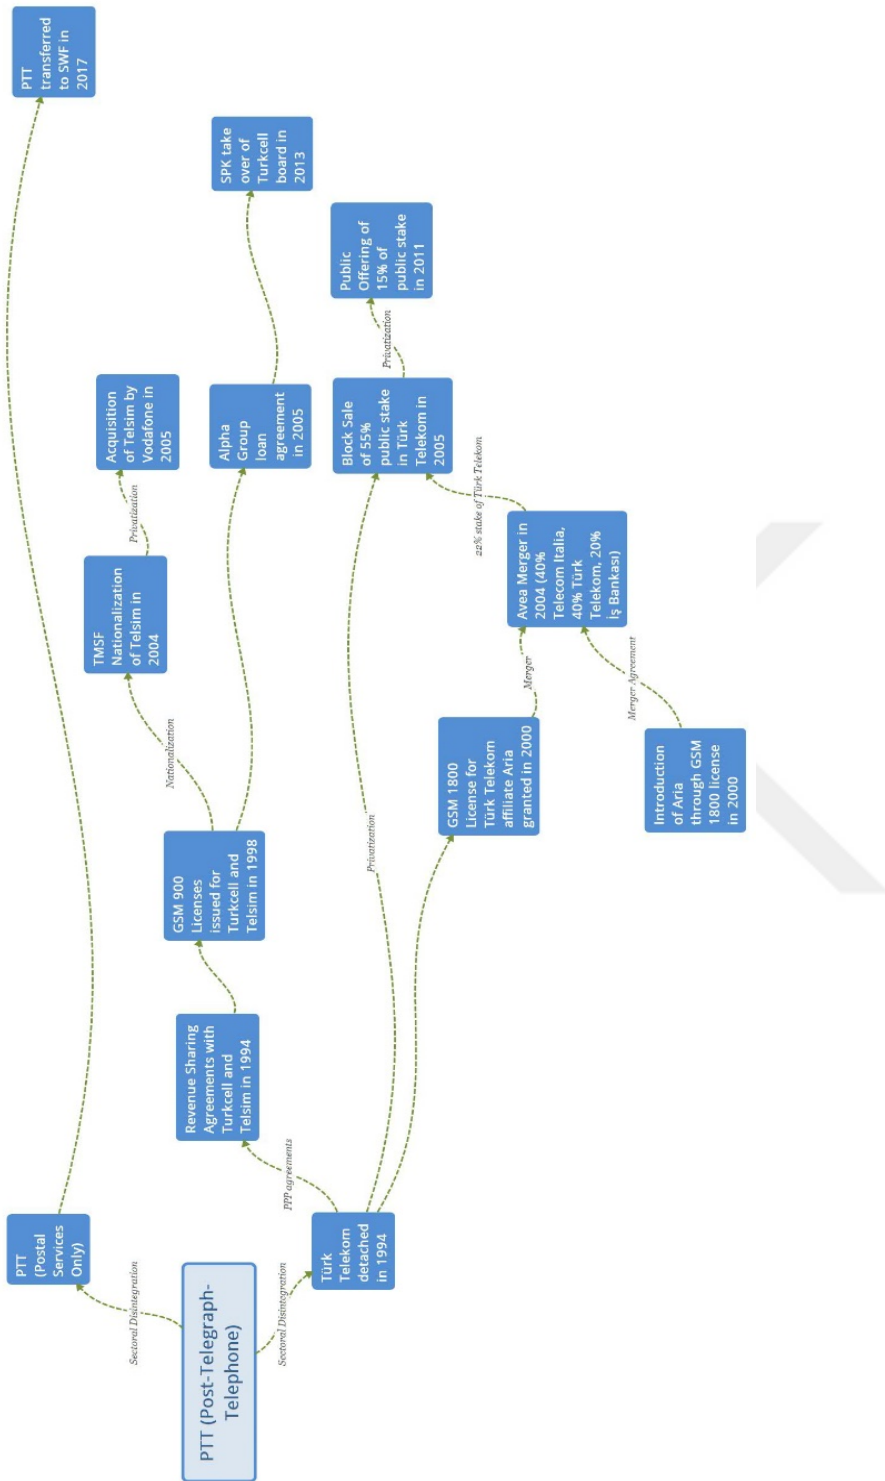 PTT (Post-Telegraph-
Telephone)
Sectoral Disintegration
PTT
(Postal
Services
Only)
PTT
transferred
to SWF in
2017
Sectoral Disintegration
Türk
Telekom
detached
in 1994
PPP agreements
Revenue Sharing
Agreements with
Turkcell and
Telsim in 1994
GSM 900
Licenses
issued for
Turkcell and
Telsim in 1998
Nationalization
TMSF
Nationalization
of Telsim in
2004
Privatization
Acquisition
of Telsim by
Vodafone in
2005
Alpha
Group
loan
agreement
in 2005
SPK take
over of
Turkcell
board in
2013
Privatization
Block Sale
of 55%
public stake
in Türk
Telekom in
2005
Privatization
Public
Offering of
15% of
public stake
in 2011
GSM 1800
License for
Türk Telekom
affiliate Aria
granted in 2000
Merger
Avea Merger in
2004 (40%
Telecom Italia,
40% Türk
Telekom, 20%
İş Bankası)
22% stake of Türk Telekom
Introduction
of Aria
through GSM
1800 license
in 2000
Merger Agreement